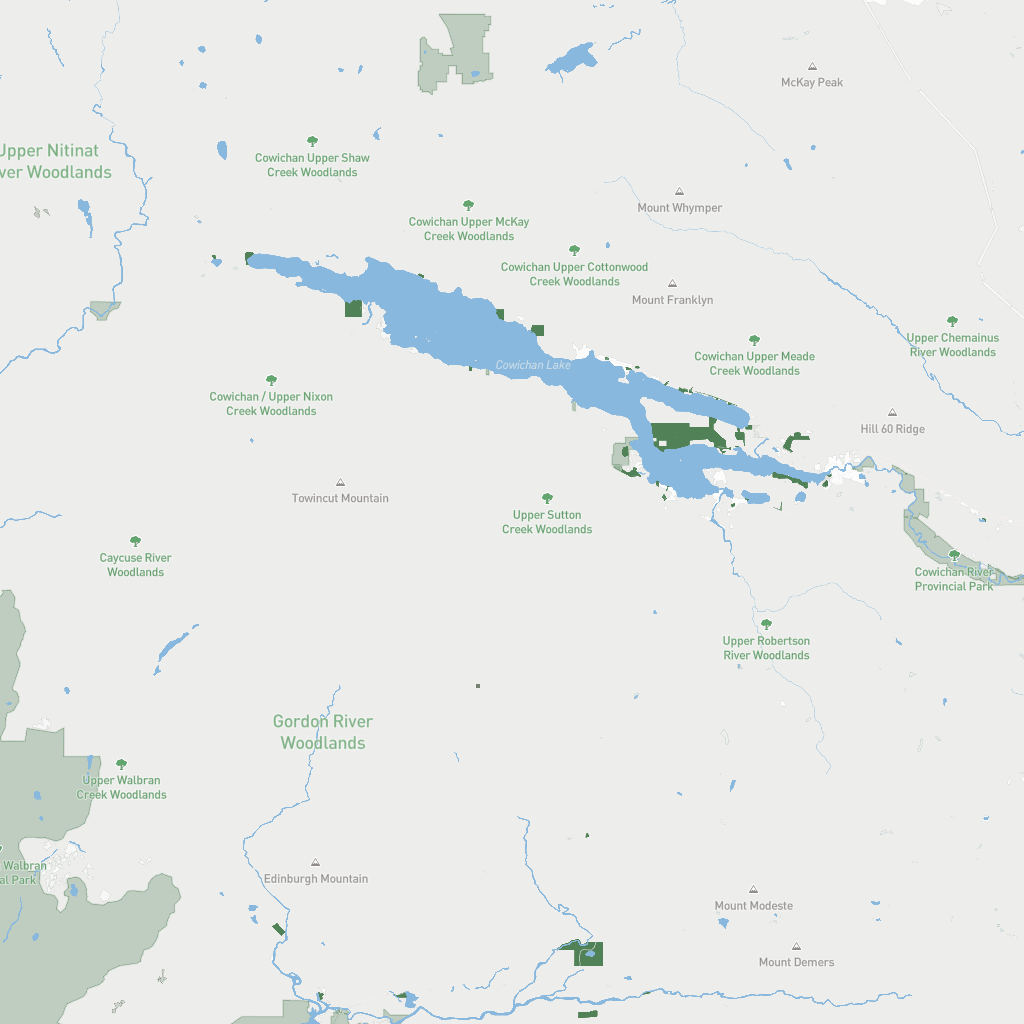 McKay Peak
Upper Nitinat
Woodlands
Cowichan Upper Shaw
Creek Woodlands
Mount Whymper
Cowichan Upper McKay
Creek Woodlands
Cowichan Upper Cottonwood
Creek Woodlands
Mount Franklyn
Upper Chemainus
River Woodlands
Cowichan Upper Meade
Creek Woodlands
Cowichan Lake
Cowichan / Upper Nixon
Creek Woodlands
Hill 60 Ridge
Towincut Mountain
Upper Sutton
Creek Woodlands
Caycuse River
Woodlands
Cowichan River
Provincial Park
Upper Robertson
River Woodlands
Gordon River
Woodlands
Upper Walbran
Creek Woodlands
Walbran
Park
Edinburgh Mountain
Mount Modeste
Mount Demers